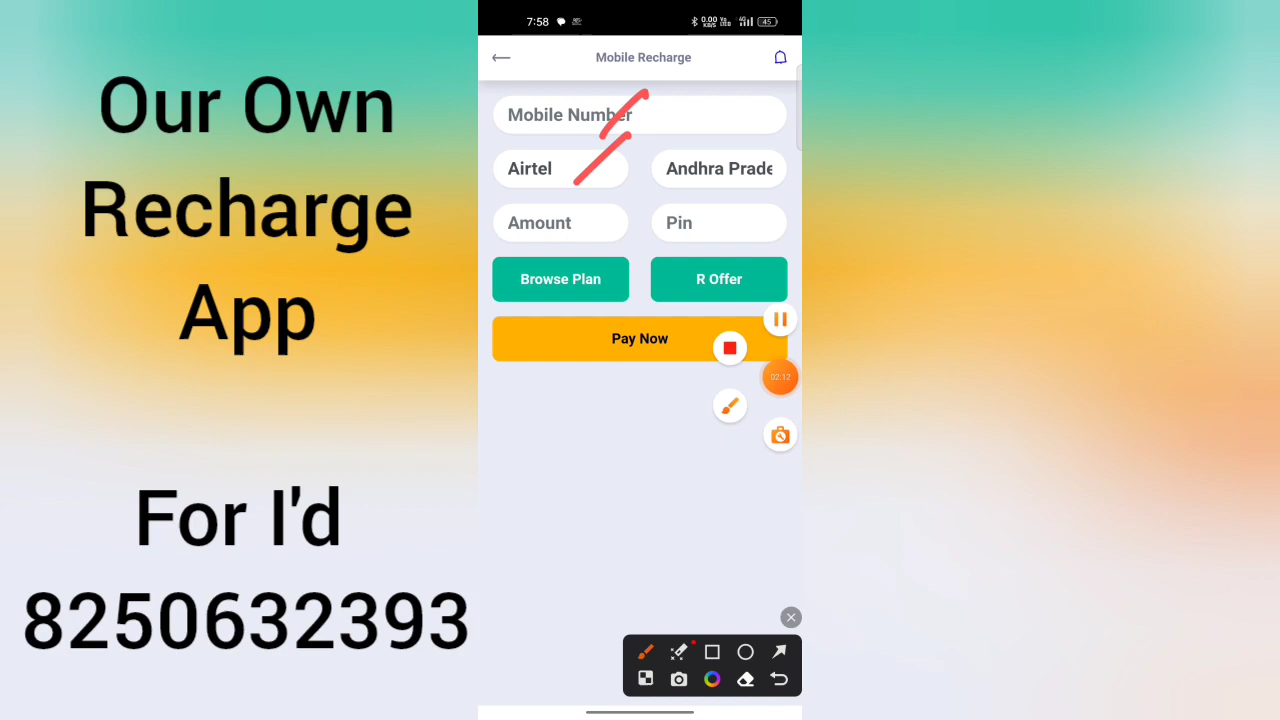 Our Own
Recharge
App
For I'd
8250632393
7:58
45
Mobile Recharge
Mobile Number
Airtel
Andhra Prade
Amount
Pin
Browse Plan
R Offer
Pay Now
02:12